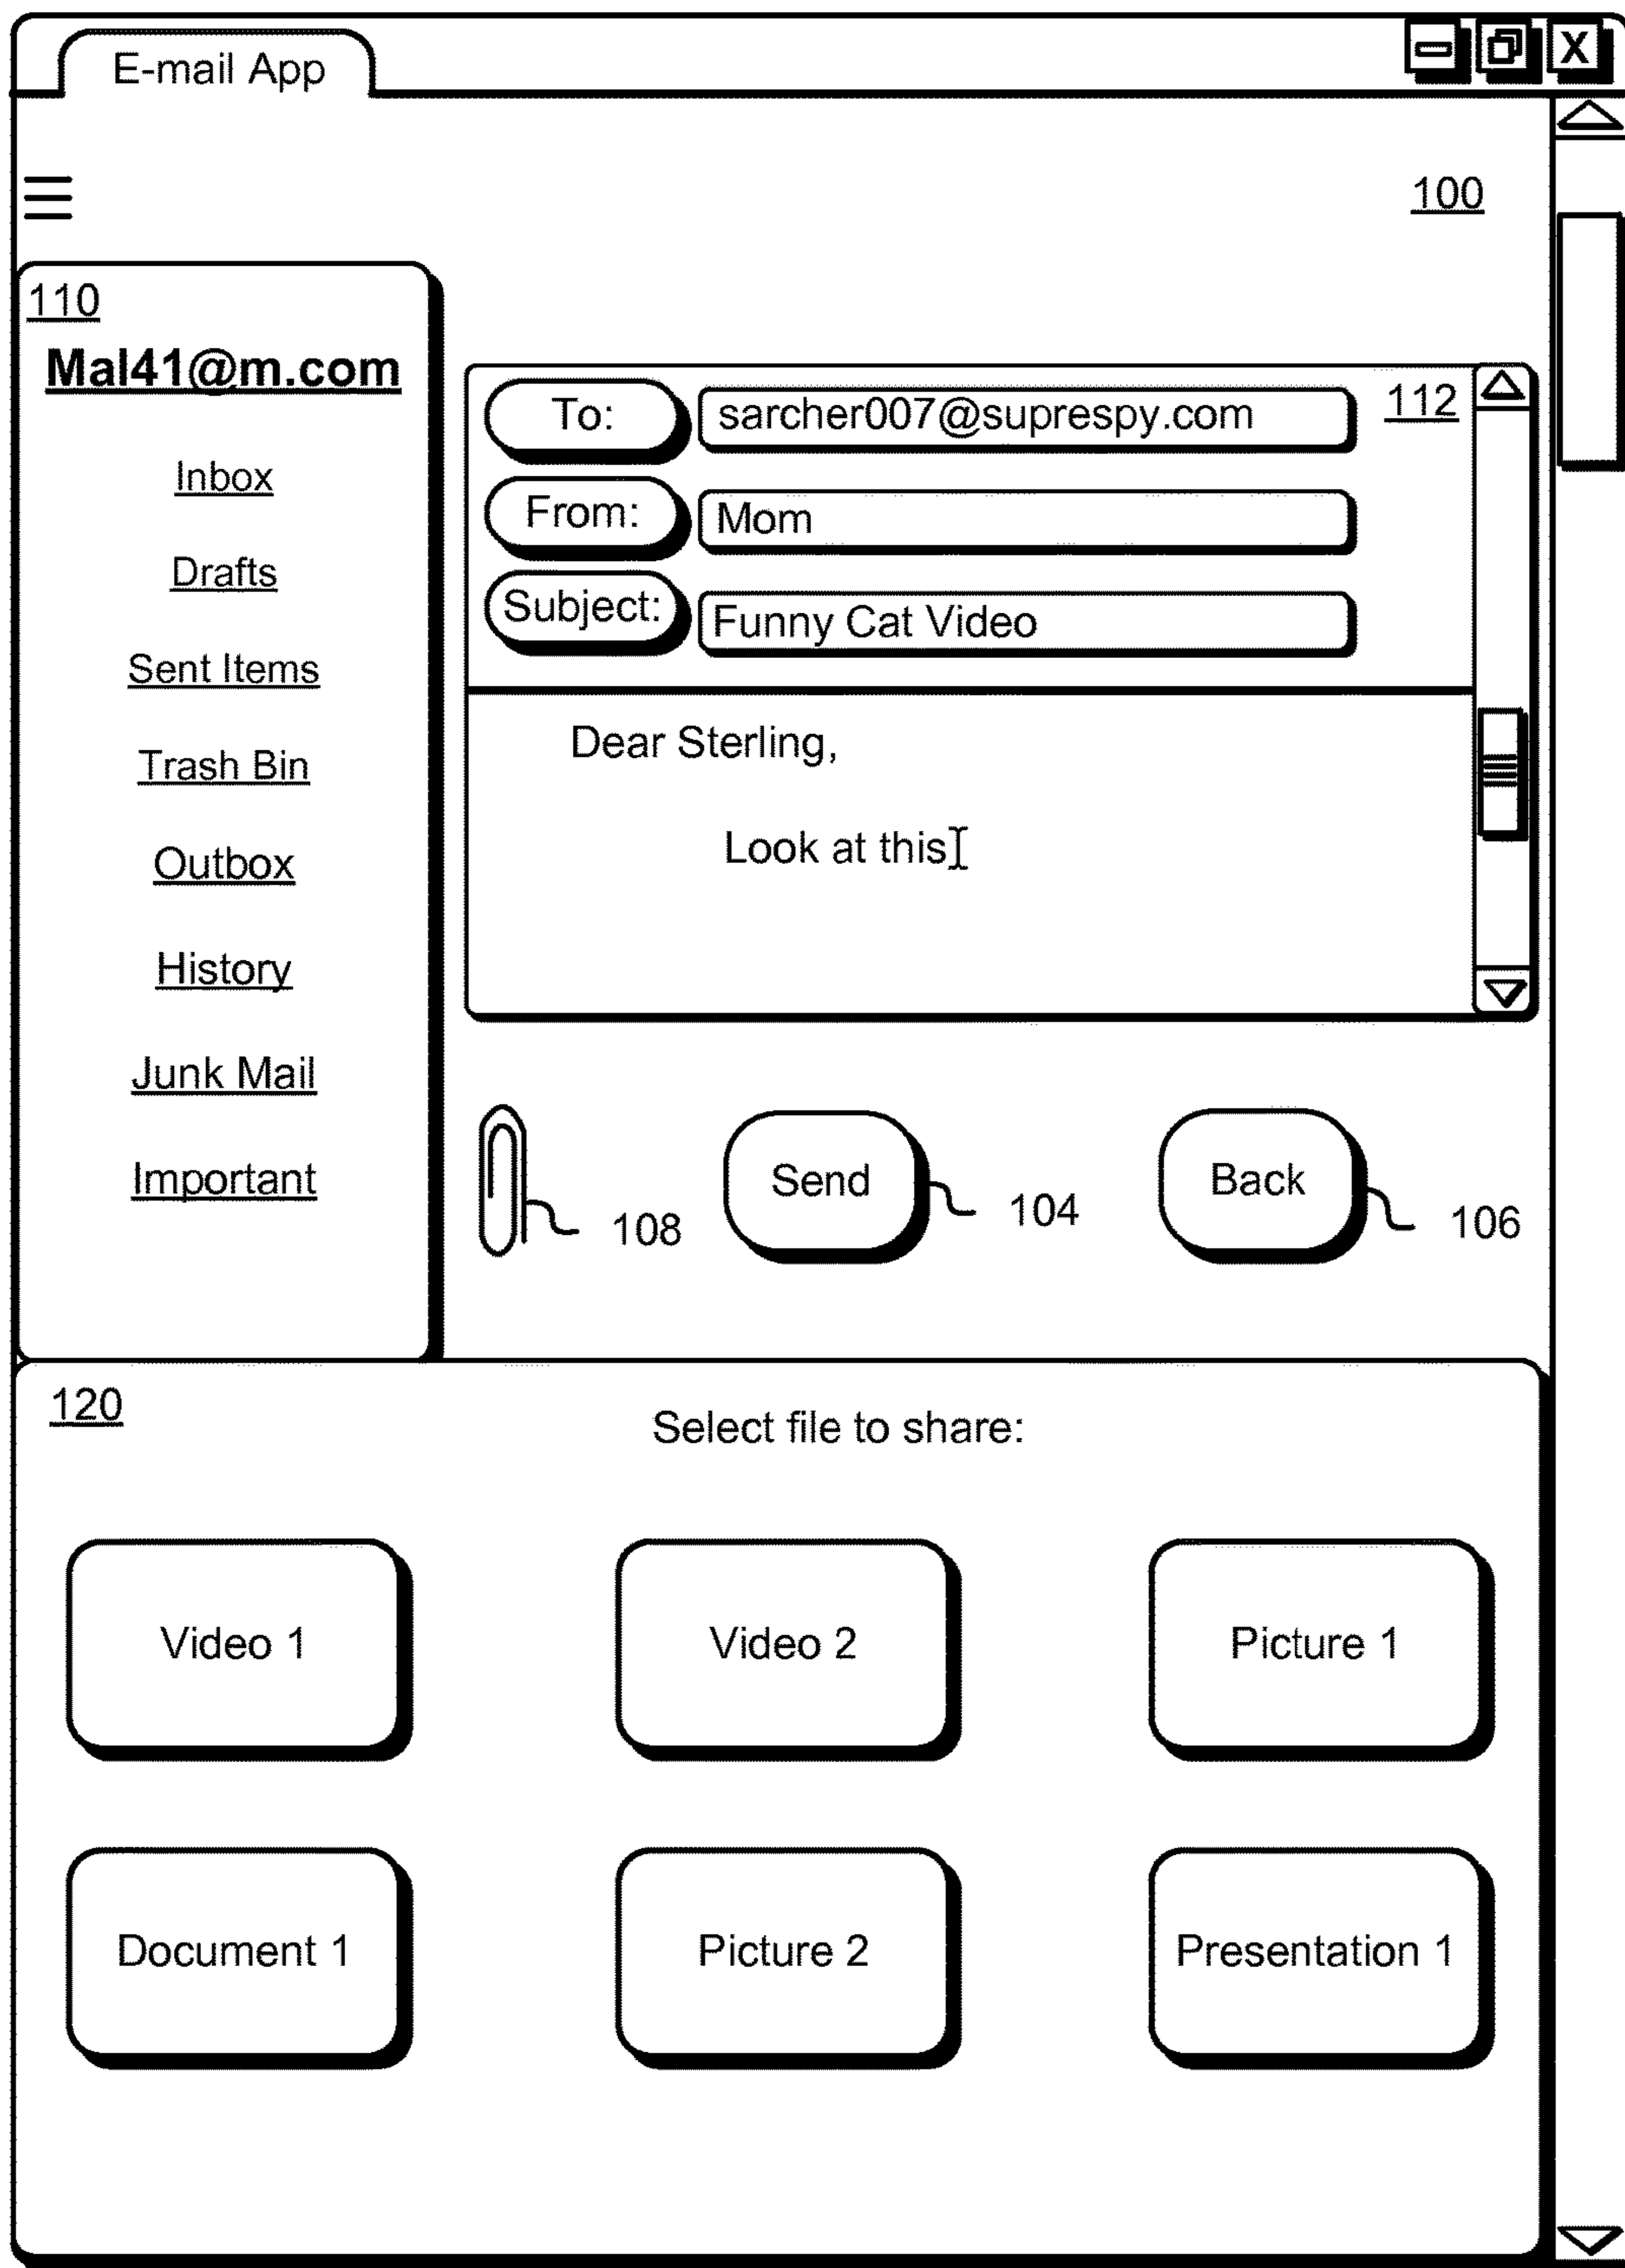 E-mail App
X
100
110
Mal41@m.com
Inbox
Drafts
Sent Items
Trash Bin
Outbox
History
Junk Mail
Important
112
To: sarcher007@suprespy.com
From: Mom
Subject: Funny Cat Video
Dear Sterling,
Look at this
108
Send
104
Back
106
120
Select file to share:
Video 1
Video 2
Picture 1
Document 1
Picture 2
Presentation 1